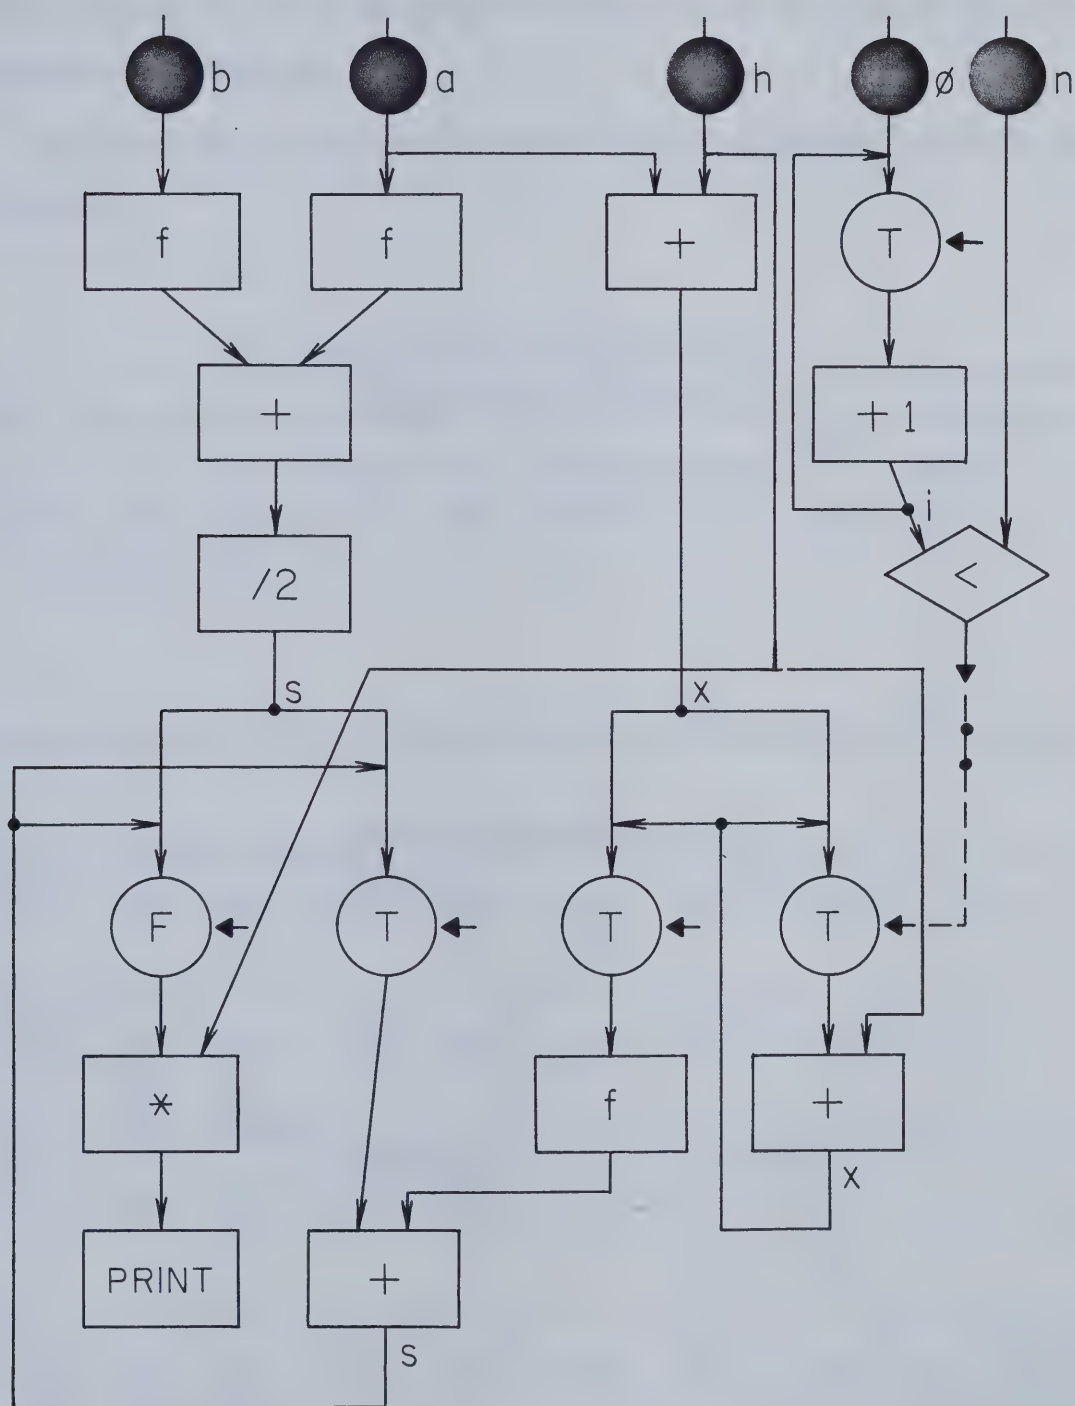 b a h ø n
f f + T
+ +1
i
/2 <
S X
F T T T
* f +
X
PRINT +
S